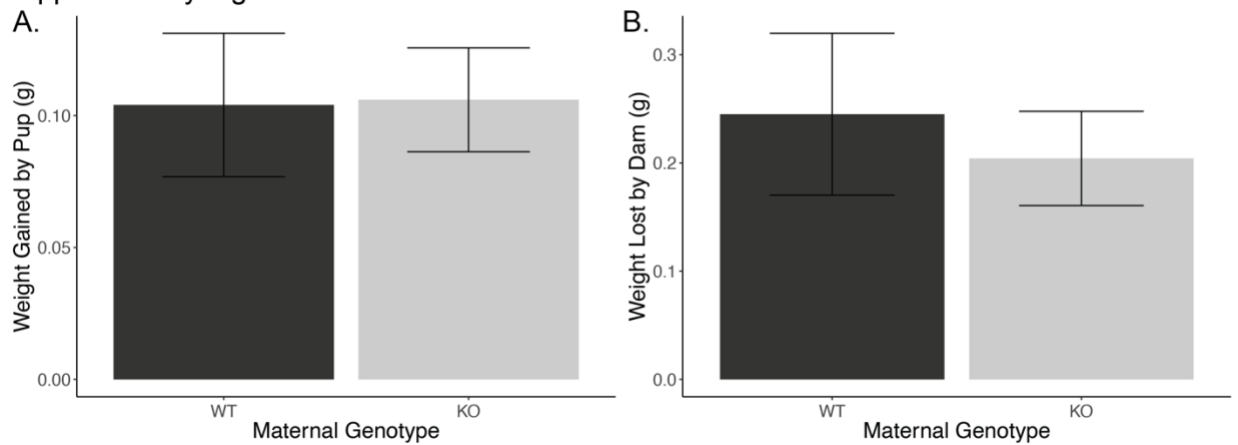 A.
Weight Gained by Pup (g)
0.10
0.05
0.00
WT
KO
Maternal Genotype
B.
Weight Lost by Dam (g)
0.3
0.2
0.1
0.0
WT
KO
Maternal Genotype